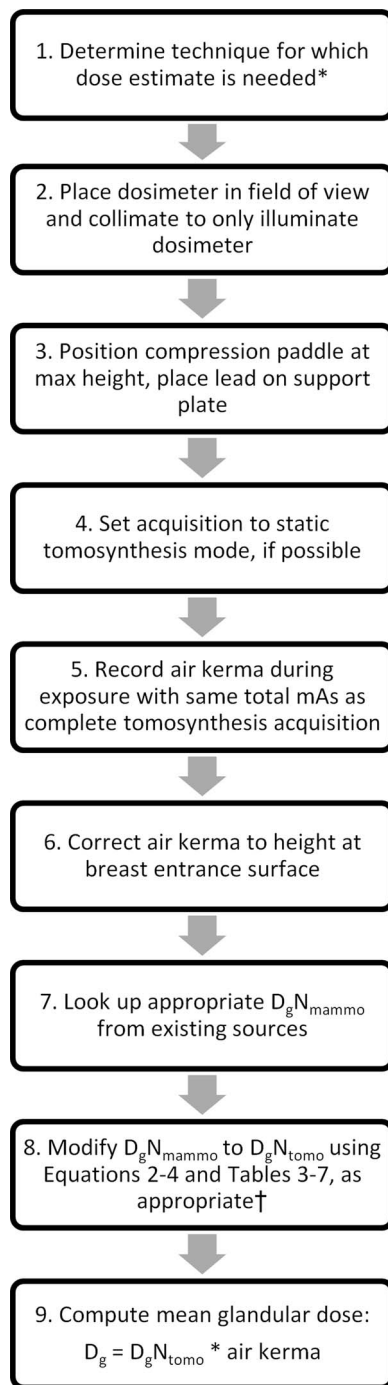 1. Determine technique for which
dose estimate is needed*
2. Place dosimeter in field of view
and collimate to only illuminate
dosimeter
3. Position compression paddle at
max height, place lead on support
plate
4. Set acquisition to static
tomosynthesis mode, if possible
5. Record air kerma during
exposure with same total mAs as
complete tomosynthesis acquisition
6. Correct air kerma to height at
breast entrance surface
7. Look up appropriate DgNmammo
from existing sources
8. Modify DgNmammo to DgNtomo using
Equations 2-4 and Tables 3-7, as
appropriate†
9. Compute mean glandular dose:
Dg = DgNtomo * air kerma